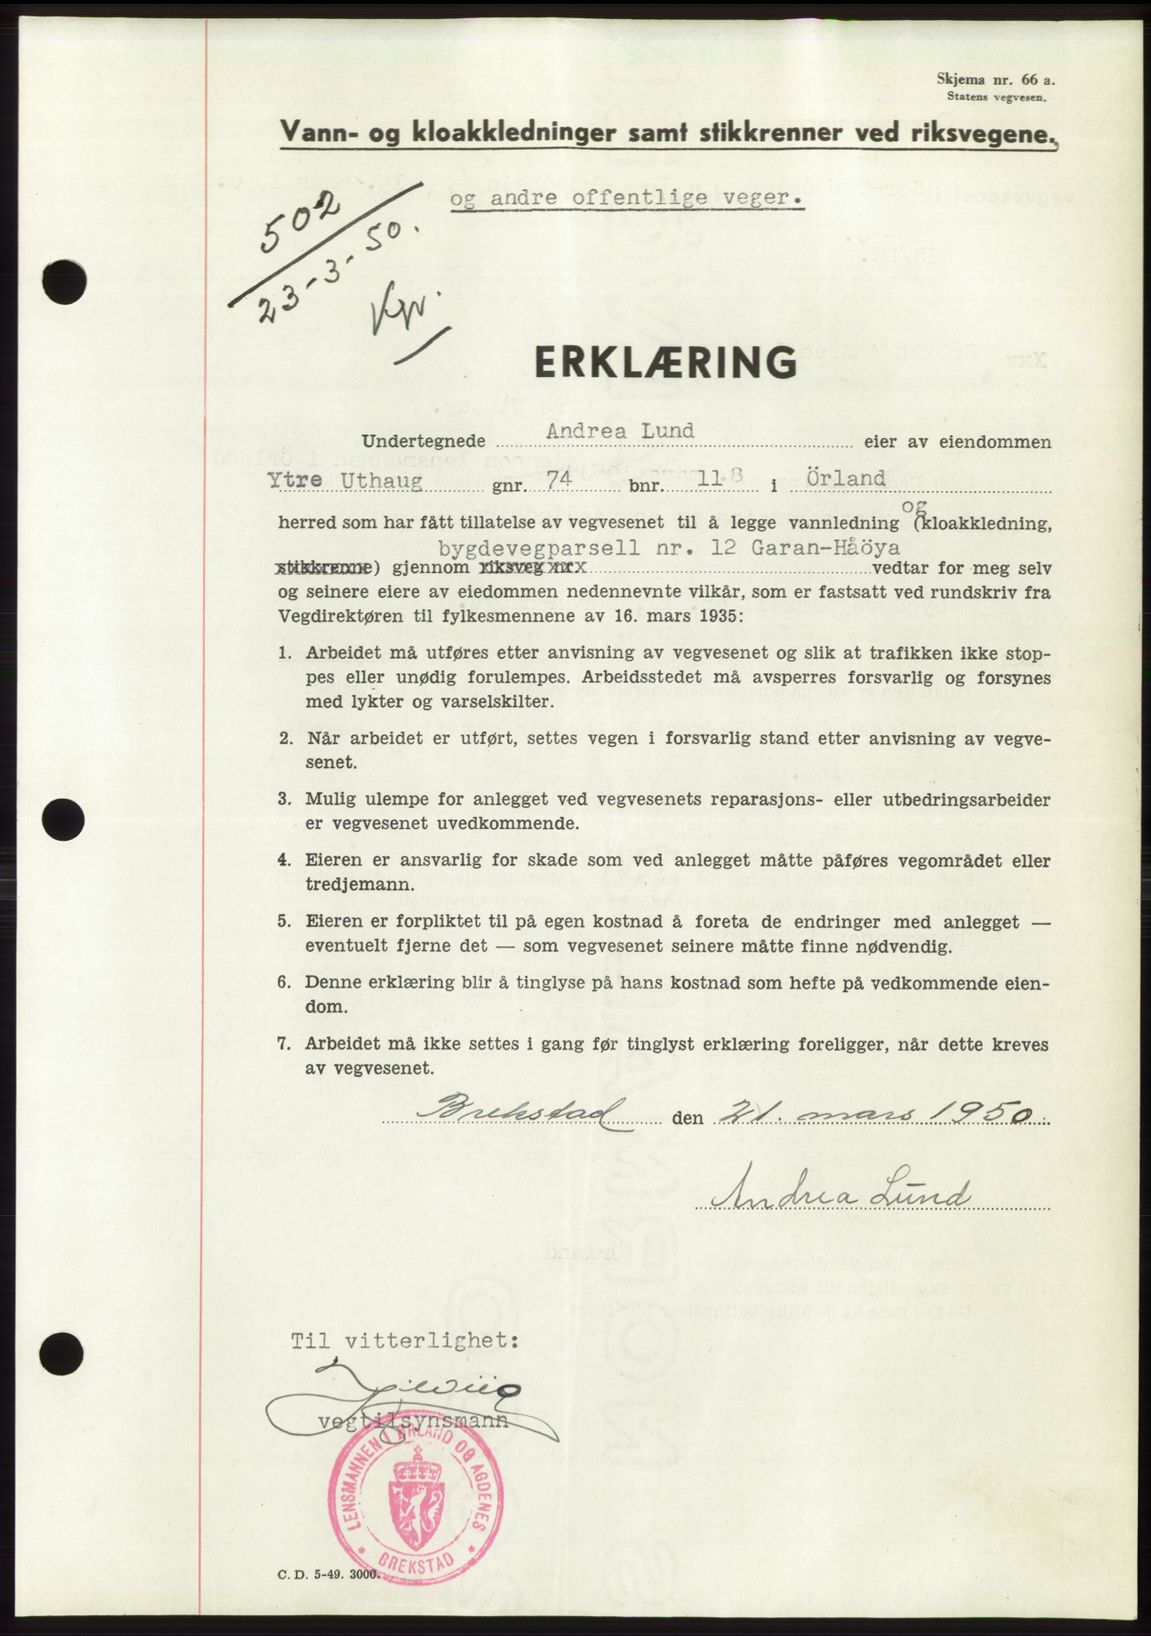 Skjema nr. 66 a.
Statens vegvesen.
Vann- og kloakkledninger samt stikkrenner ved riksvegene.
og andre offentlige veger.
502
23-3-50.
Kgv.
ERKLÆRING
Undertegnede Andrea Lund eier av eiendommen
Ytre Uthaug gnr. 74 bnr. 118 i Örland
herred som har fått tillatelse av vegvesenet til å legge vannledning og (kloakkledning,
bygdevegparsell nr. 12 Garan-Håöya
stikkrenne) gjennom riksveg nr. vedtar for meg selv
og seinere eiere av eiedommen nedennevnte vilkår, som er fastsatt ved rundskriv fra
Vegdirektøren til fylkesmennene av 16. mars 1935:
1. Arbeidet må utføres etter anvisning av vegvesenet og slik at trafikken ikke stop-
pes eller unødig forulempes. Arbeidsstedet må avsperres forsvarlig og forsynes
med lykter og varselskilter.
2. Når arbeidet er utført, settes vegen i forsvarlig stand etter anvisning av vegve-
senet.
3. Mulig ulempe for anlegget ved vegvesenets reparasjons- eller utbedringsarbeider
er vegvesenet uvedkommende.
4. Eieren er ansvarlig for skade som ved anlegget måtte påføres vegområdet eller
tredjemann.
5. Eieren er forpliktet til på egen kostnad å foreta de endringer med anlegget —
eventuelt fjerne det — som vegvesenet seinere måtte finne nødvendig.
6. Denne erklæring blir å tinglyse på hans kostnad som hefte på vedkommende eien-
dom.
7. Arbeidet må ikke settes i gang før tinglyst erklæring foreligger, når dette kreves
av vegvesenet.
Brekstad den 21. mars 1950.
Andrea Lund
Til vitterlighet:
vegtilsynsmann
LENSMANNEN I ØRLAND OG AGDENES
BREKSTAD
C. D. 5-49. 3000.